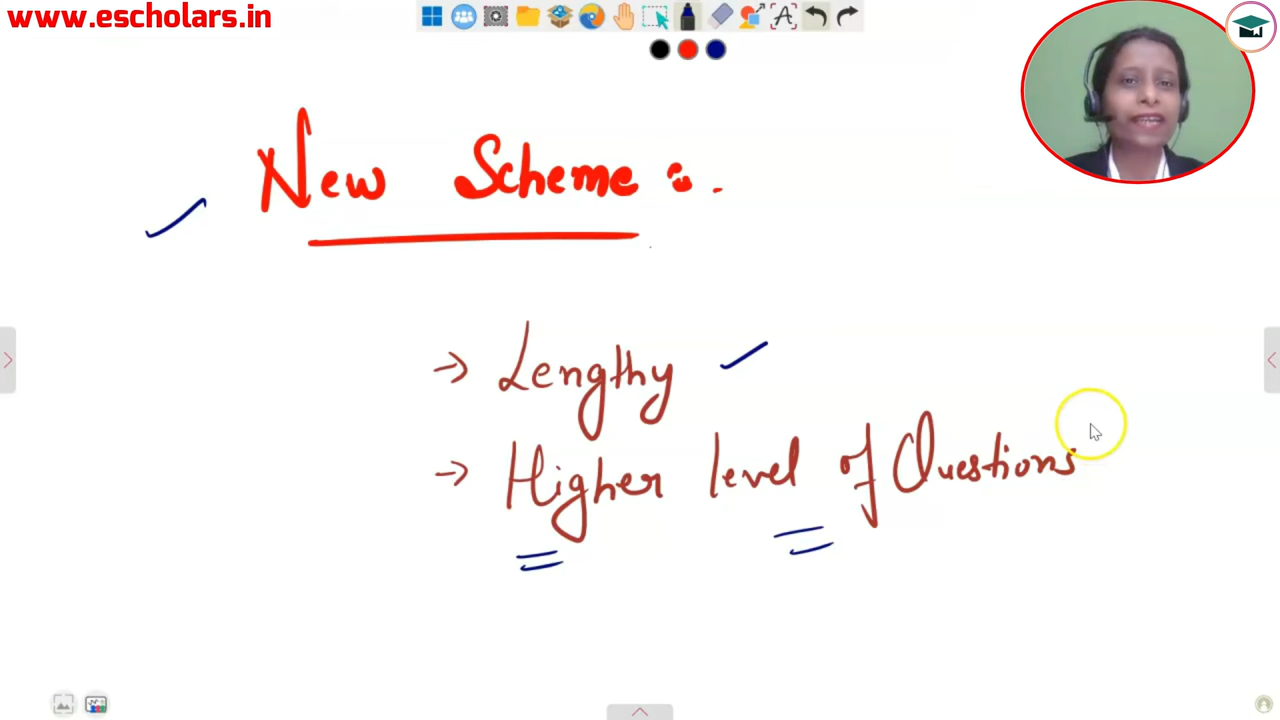 www.escholars.in
New Scheme :.
→ Lengthy
→ Higher level of Questions